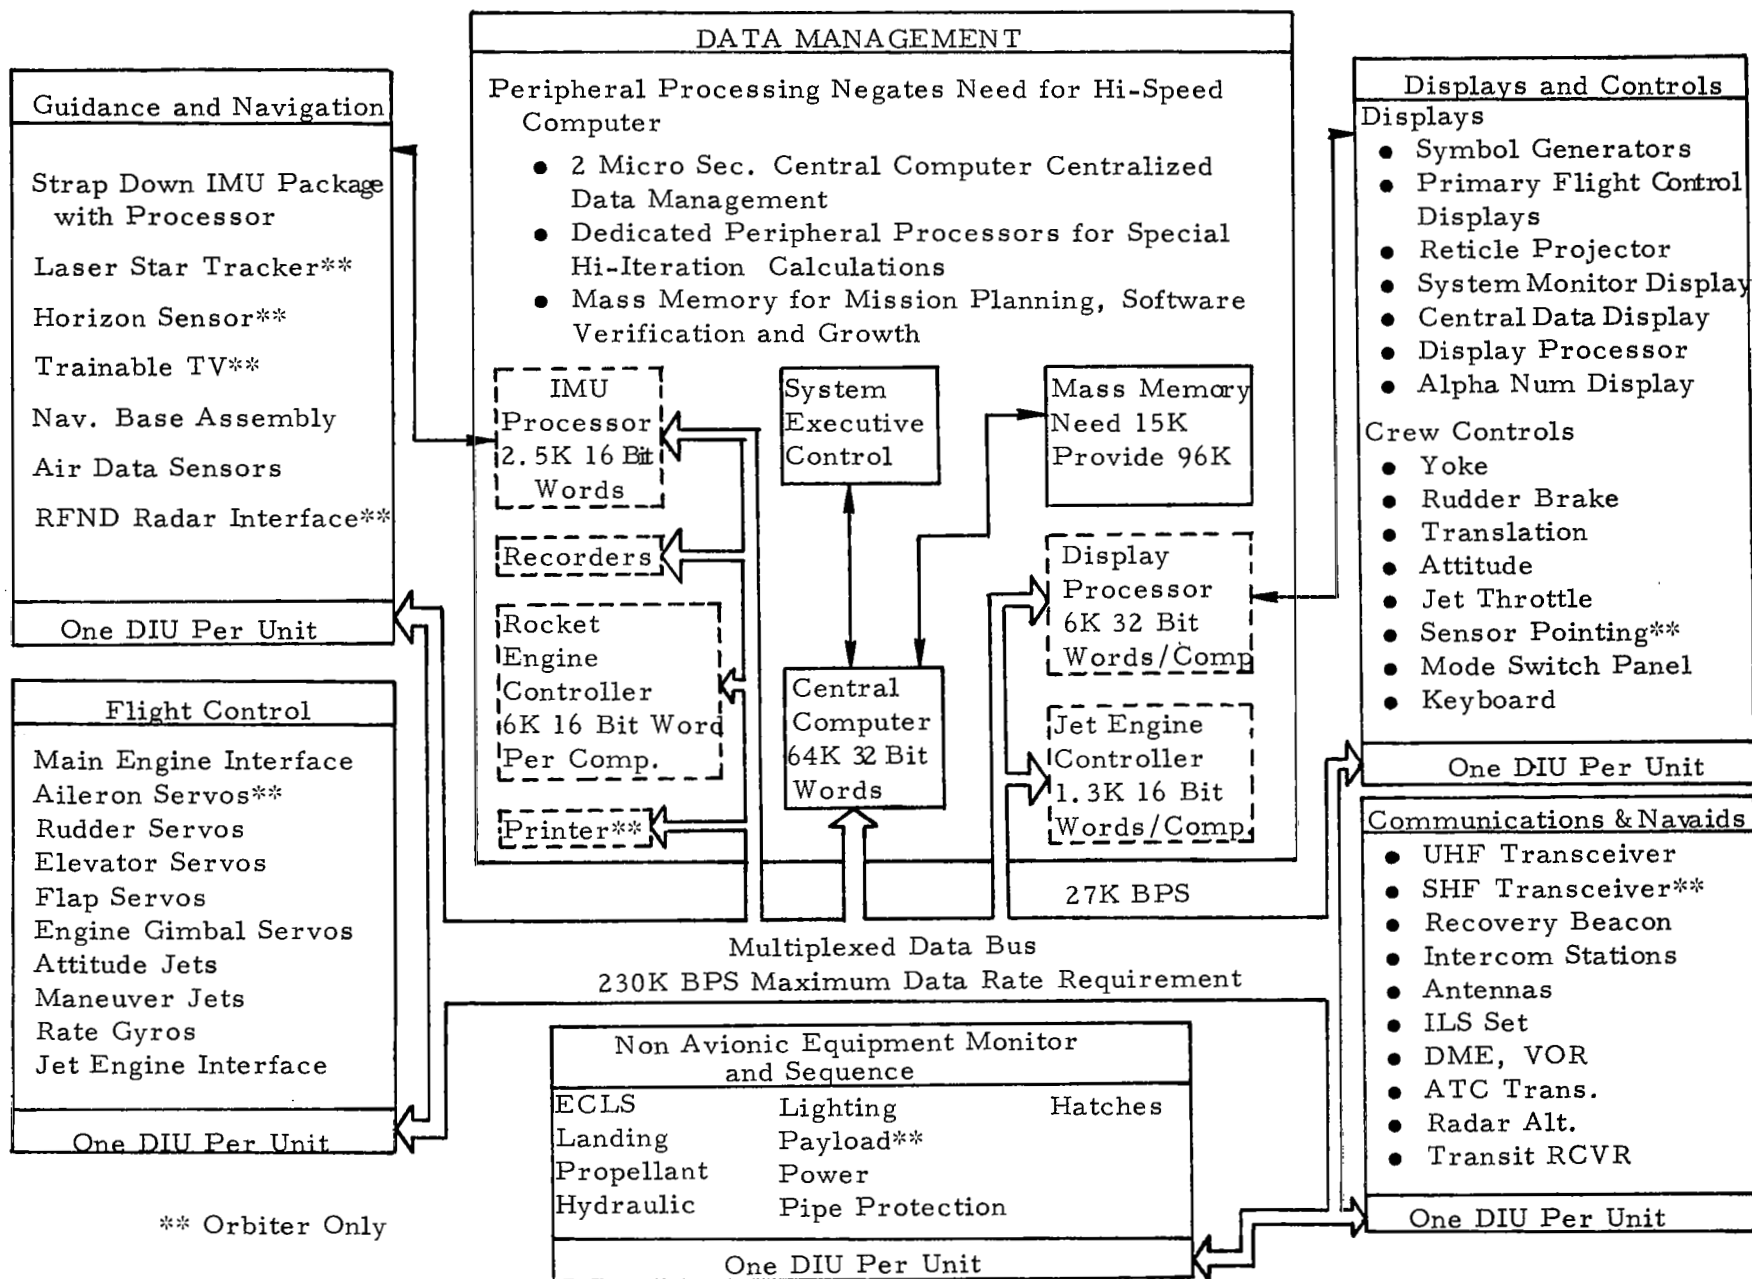 DATA MANAGEMENT
Peripheral Processing Negates Need for Hi-Speed
Computer
● 2 Micro Sec. Central Computer Centralized
Data Management
● Dedicated Peripheral Processors for Special
Hi-Iteration Calculations
● Mass Memory for Mission Planning, Software
Verification and Growth
IMU
Processor
2.5K 16 Bit
Words
Recorders
Rocket
Engine
Controller
6K 16 Bit Word
Per Comp.
Printer**
System
Executive
Control
Central
Computer
64K 32 Bit
Words
Mass Memory
Need 15K
Provide 96K
Display
Processor
6K 32 Bit
Words/Comp
Jet Engine
Controller
1.3K 16 Bit
Words/Comp.
Guidance and Navigation
Strap Down IMU Package
with Processor
Laser Star Tracker**
Horizon Sensor**
Trainable TV**
Nav. Base Assembly
Air Data Sensors
RFND Radar Interface**
One DIU Per Unit
Flight Control
Main Engine Interface
Aileron Servos**
Rudder Servos
Elevator Servos
Flap Servos
Engine Gimbal Servos
Attitude Jets
Maneuver Jets
Rate Gyros
Jet Engine Interface
One DIU Per Unit
** Orbiter Only
27K BPS
Multiplexed Data Bus
230K BPS Maximum Data Rate Requirement
Non Avionic Equipment Monitor
and Sequence
ECLS
Landing
Propellant
Hydraulic
Lighting
Payload**
Power
Pipe Protection
Hatches
One DIU Per Unit
Displays and Controls
Displays
● Symbol Generators
● Primary Flight Control
Displays
● Reticle Projector
● System Monitor Display
● Central Data Display
● Display Processor
● Alpha Num Display
Crew Controls
● Yoke
● Rudder Brake
● Translation
● Attitude
● Jet Throttle
● Sensor Pointing**
● Mode Switch Panel
● Keyboard
One DIU Per Unit
Communications & Navaids
● UHF Transceiver
● SHF Transceiver**
● Recovery Beacon
● Intercom Stations
● Antennas
● ILS Set
● DME, VOR
● ATC Trans.
● Radar Alt.
● Transit RCVR
One DIU Per Unit